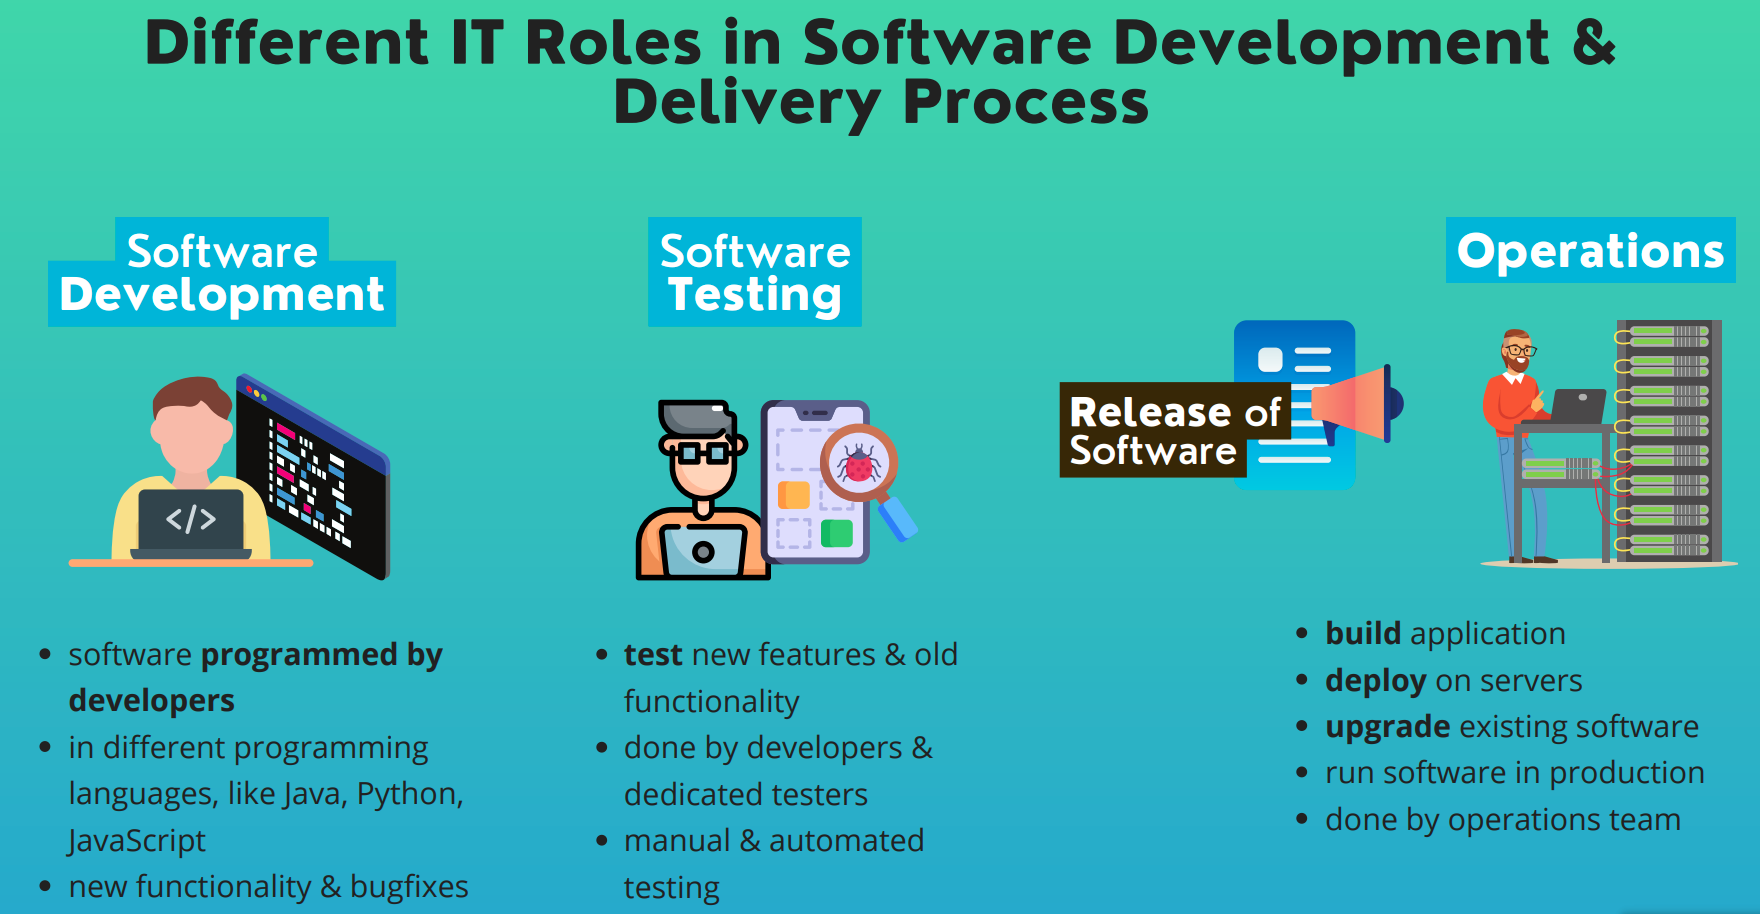 Different IT Roles in Software Development &
Delivery Process
Software
Development
Software
Testing
Release of
Software
Operations
</>
• software programmed by
developers
• in different programming
languages, like Java, Python,
JavaScript
• new functionality & bugfixes
• test new features & old
functionality
• done by developers &
dedicated testers
• manual & automated
testing
• build application
• deploy on servers
• upgrade existing software
• run software in production
• done by operations team